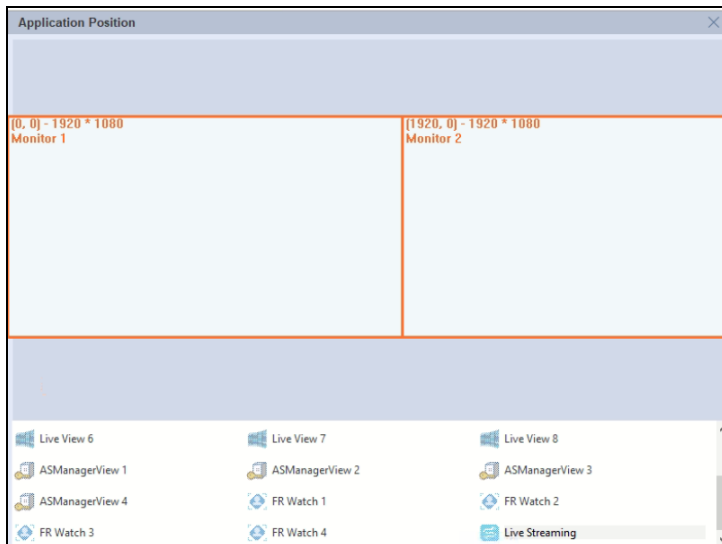 Application Position
(0, 0) - 1920 * 1080
Monitor 1
(1920, 0) - 1920 * 1080
Monitor 2
Live View 6
Live View 7
Live View 8
ASManagerView 1
ASManagerView 2
ASManagerView 3
ASManagerView 4
FR Watch 1
FR Watch 2
FR Watch 3
FR Watch 4
Live Streaming